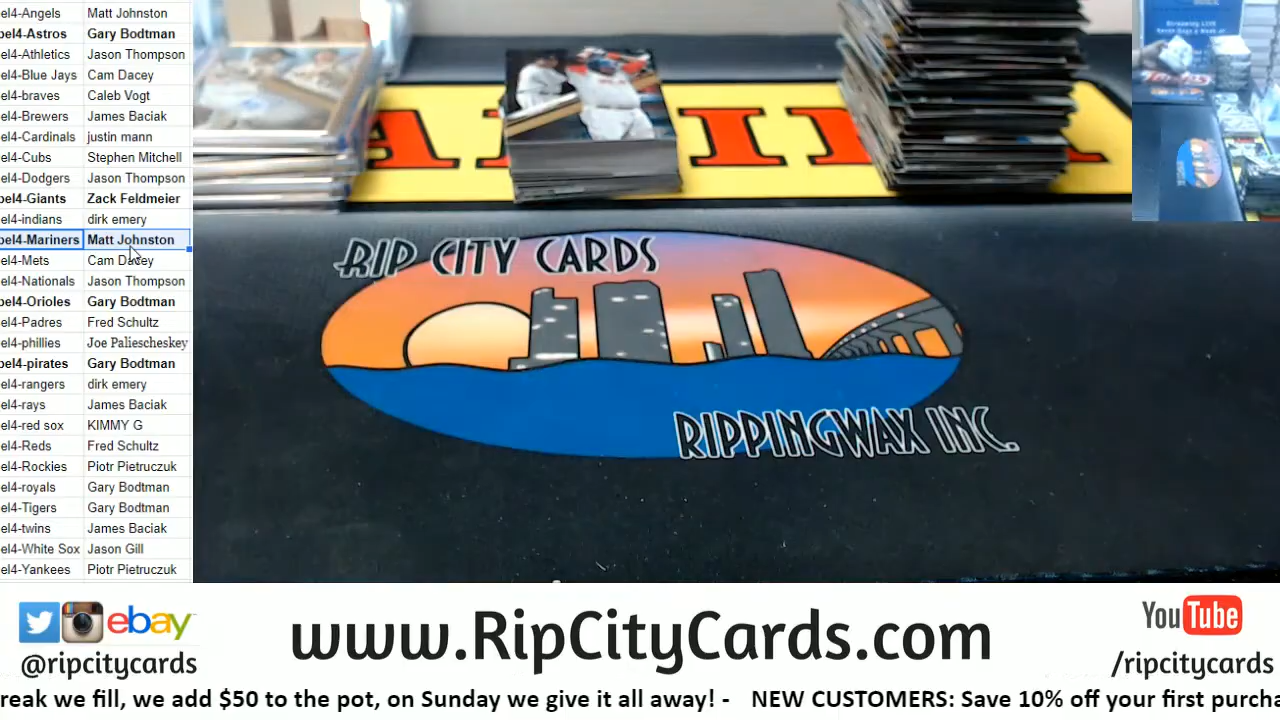 el4-Angels Matt Johnston
el4-Astros Gary Bodtman
el4-Athletics Jason Thompson
el4-Blue Jays Cam Dacey
el4-braves Caleb Vogt
el4-Brewers James Baciak
el4-Cardinals justin mann
el4-Cubs Stephen Mitchell
el4-Dodgers Jason Thompson
el4-Giants Zack Feldmeier
el4-indians dirk emery
el4-Mariners Matt Johnston
el4-Mets Cam Dacey
el4-Nationals Jason Thompson
el4-Orioles Gary Bodtman
el4-Padres Fred Schultz
el4-phillies Joe Paliescheskey
el4-pirates Gary Bodtman
el4-rangers dirk emery
el4-rays James Baciak
el4-red sox KIMMY G
el4-Reds Fred Schultz
el4-Rockies Piotr Pietruczuk
el4-royals Gary Bodtman
el4-Tigers Gary Bodtman
el4-twins James Baciak
el4-White Sox Jason Gill
el4-Yankees Piotr Pietruczuk
RIP CITY CARDS
RIPPINGWAX INC.
ebay
@ripcitycards
www.RipCityCards.com
YouTube
/ripcitycards
reak we fill, we add $50 to the pot, on Sunday we give it all away! - NEW CUSTOMERS: Save 10% off your first purcha